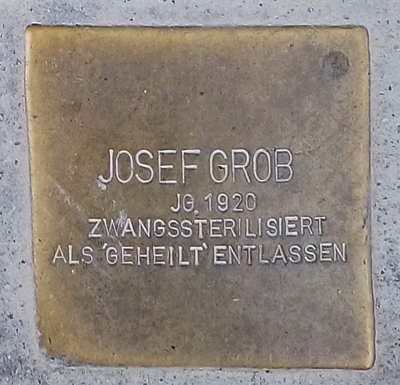 JOSEF GROB
JG. 1920
ZWANGSSTERILISIERT
ALS 'GEHEILT' ENTLASSEN